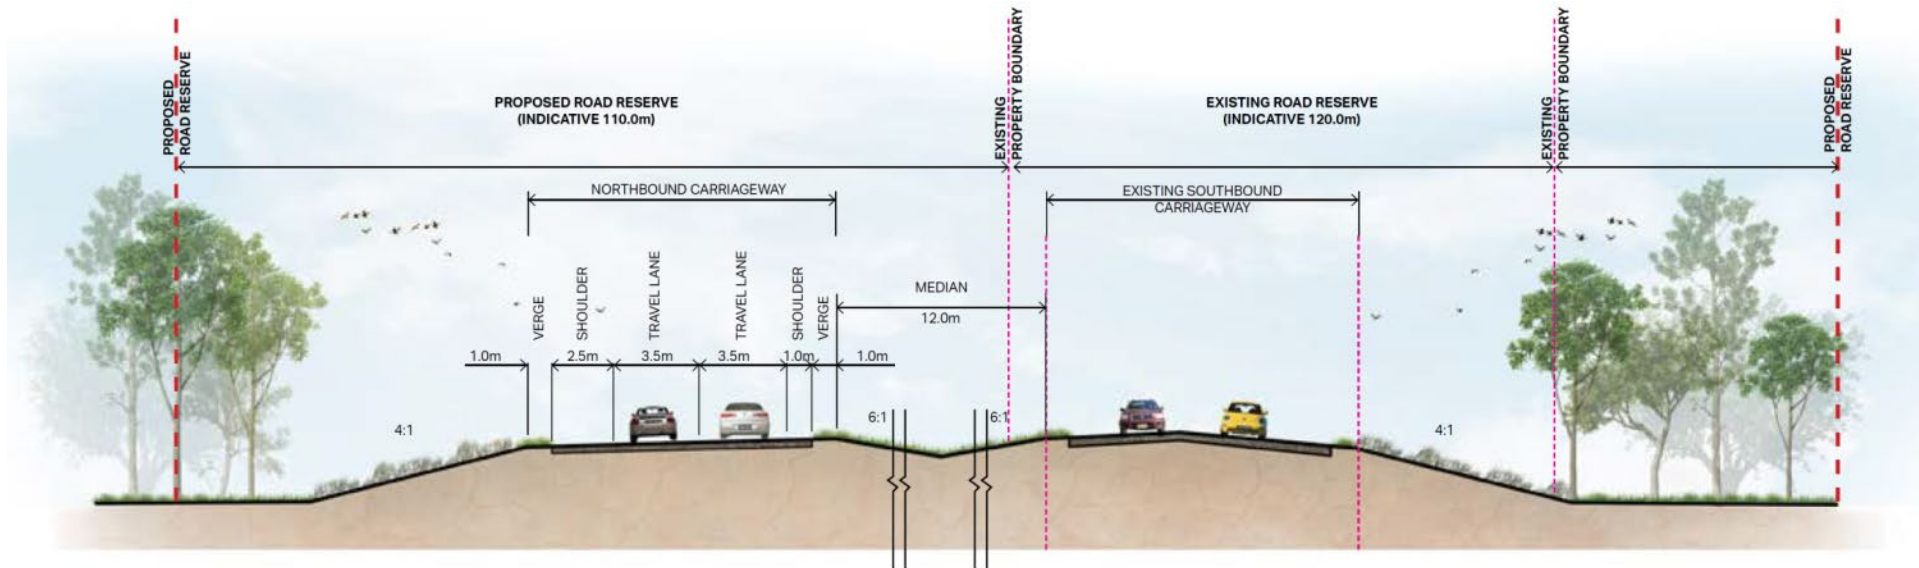 PROPOSED
ROAD RESERVE
PROPOSED ROAD RESERVE
(INDICATIVE 110.0m)
EXISTING
PROPERTY BOUNDARY
EXISTING ROAD RESERVE
(INDICATIVE 120.0m)
EXISTING
PROPERTY BOUNDARY
PROPOSED
ROAD RESERVE
NORTHBOUND CARRIAGEWAY
EXISTING SOUTHBOUND
CARRIAGEWAY
VERGE
SHOULDER
TRAVEL LANE
TRAVEL LANE
SHOULDER
VERGE
MEDIAN
12.0m
1.0m
2.5m
3.5m
3.5m
1.0m
1.0m
4:1
6:1
6:1
4:1